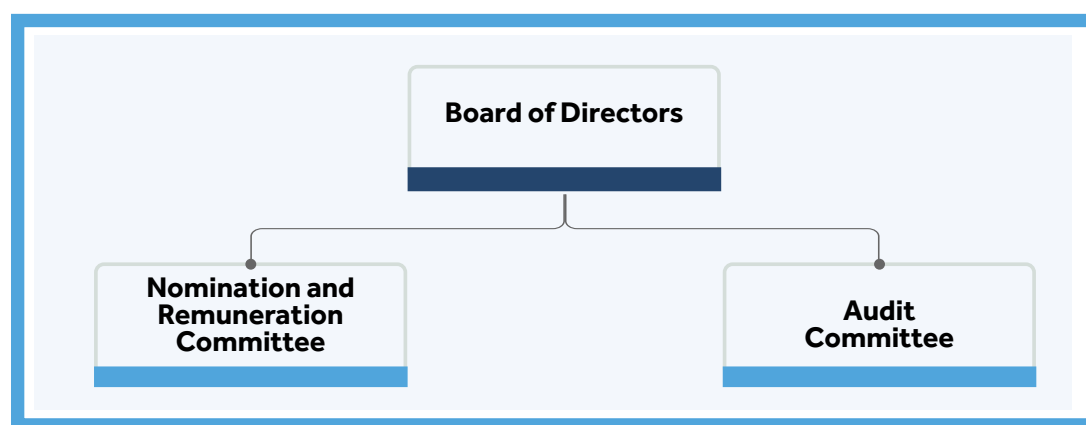 Board of Directors
Nomination and
Remuneration
Committee
Audit
Committee